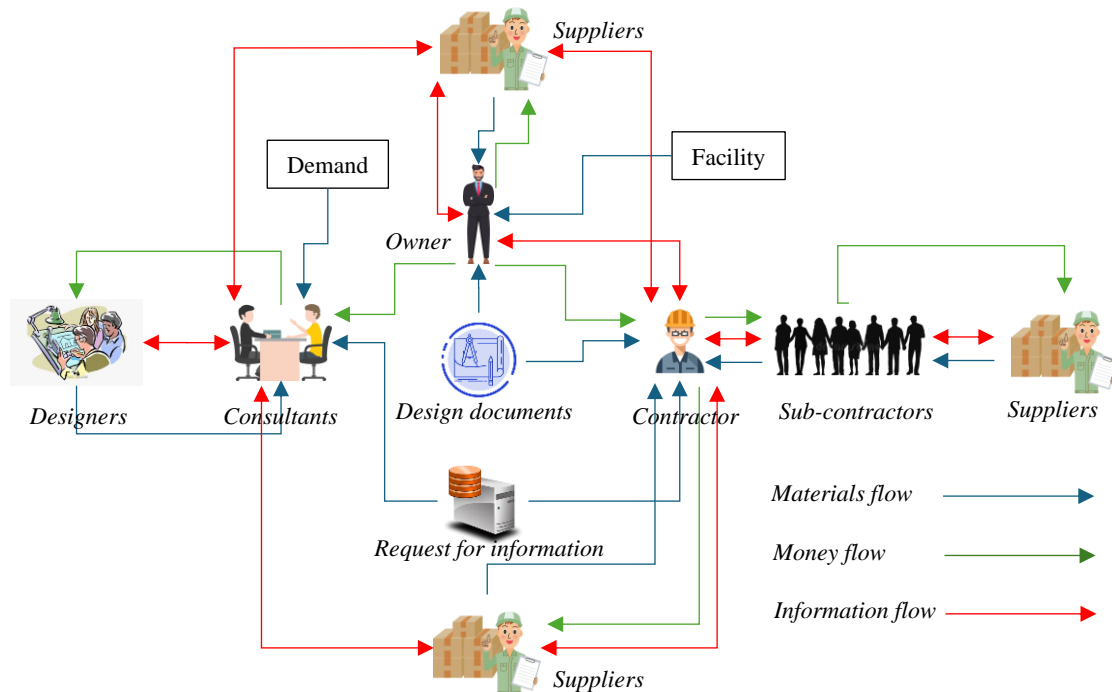 Suppliers
Demand
Facility
Owner
Designers
Consultants
Design documents
Contractor
Sub-contractors
Suppliers
Materials flow
Request for information
Money flow
Information flow
Suppliers